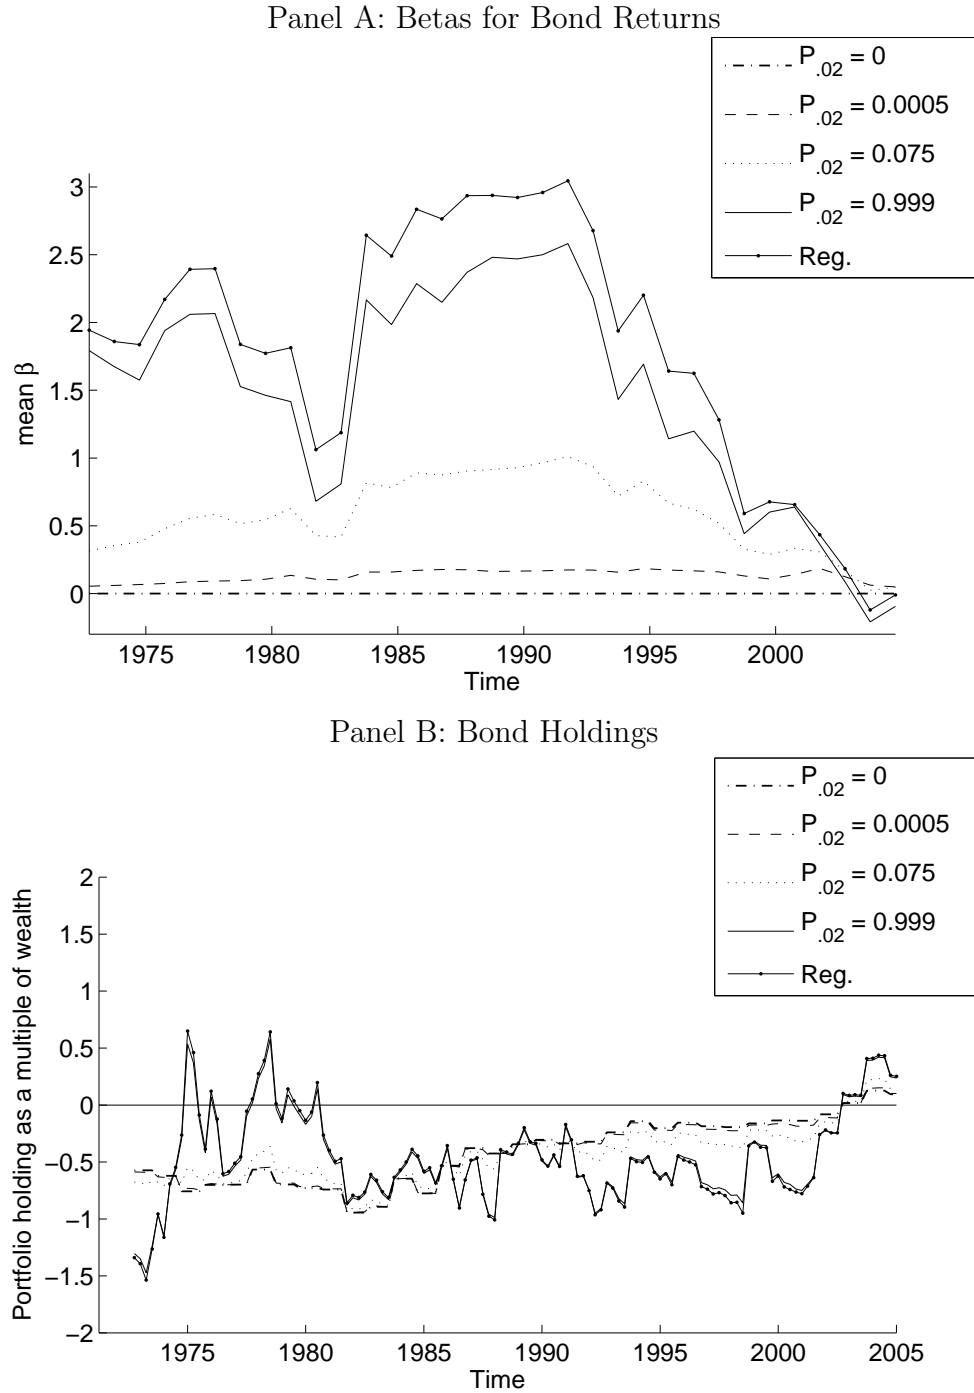 Panel A: Betas for Bond Returns
P.02 = 0
P.02 = 0.0005
P.02 = 0.075
P.02 = 0.999
Reg.
3
2.5
2
1.5
1
0.5
0
mean β
1975 1980 1985 1990 1995 2000
Time
Panel B: Bond Holdings
P.02 = 0
P.02 = 0.0005
P.02 = 0.075
P.02 = 0.999
Reg.
2
1.5
1
0.5
0
−0.5
−1
−1.5
−2
Portfolio holding as a multiple of wealth
1975 1980 1985 1990 1995 2000 2005
Time